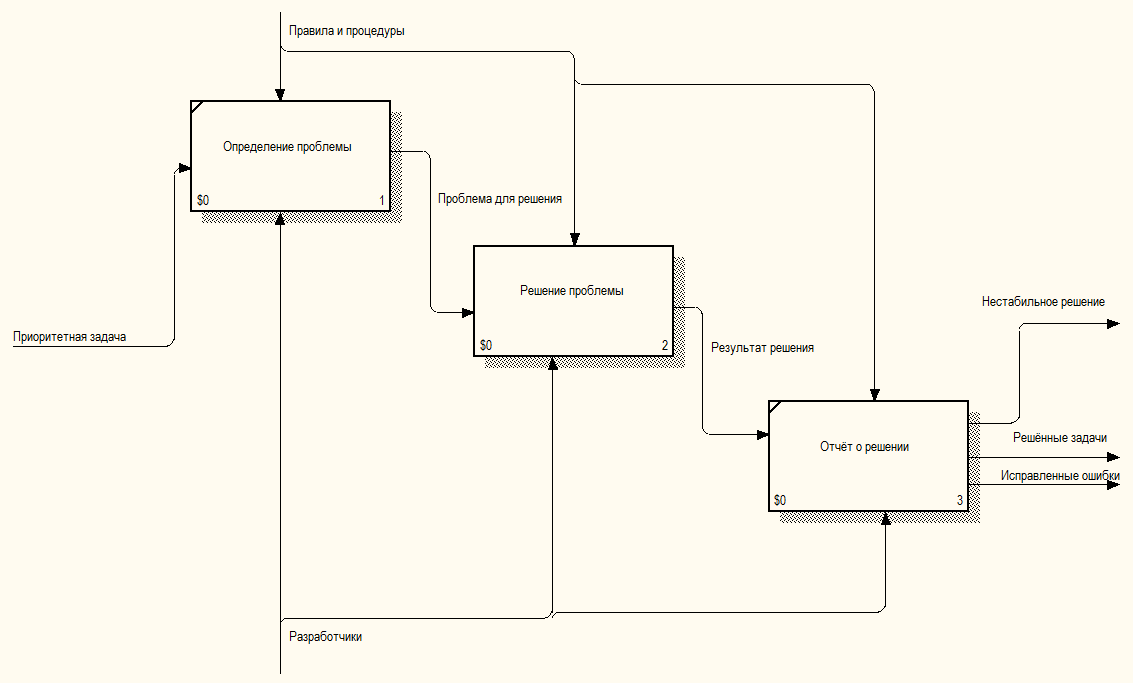 Правила и процедуры
Определение проблемы
$0
1
Проблема для решения
Решение проблемы
$0
2
Приоритетная задача
Результат решения
Нестабильное решение
Решённые задачи
Исправленные ошибки
Отчёт о решении
$0
3
Разработчики